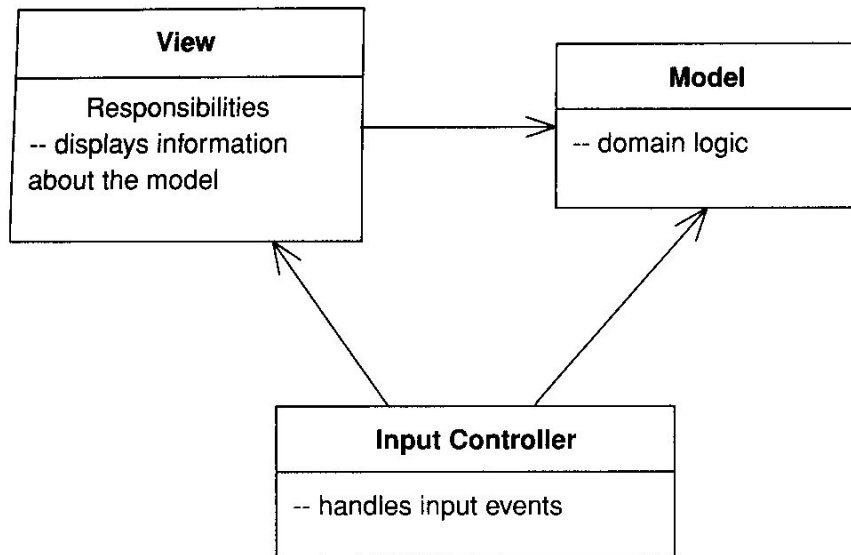 View
Responsibilities
-- displays information
about the model
Model
-- domain logic
Input Controller
-- handles input events